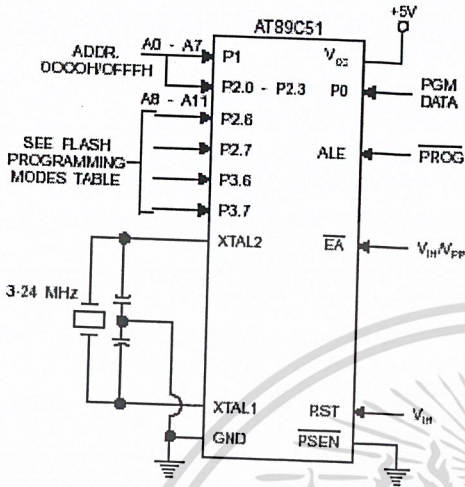 AT89C51
+5V
ADDR.
0000H/OFFFH
A0 - A7
A8 - A11
P1
P2.0 - P2.3
P2.6
P2.7
P3.6
P3.7
SEE FLASH
PROGRAMMING
MODES TABLE
3-24 MHz
XTAL2
XTAL1
GND
VCC
P0
PGM
DATA
ALE
PROG
EA
VIH/VPP
RST
VIH
PSEN